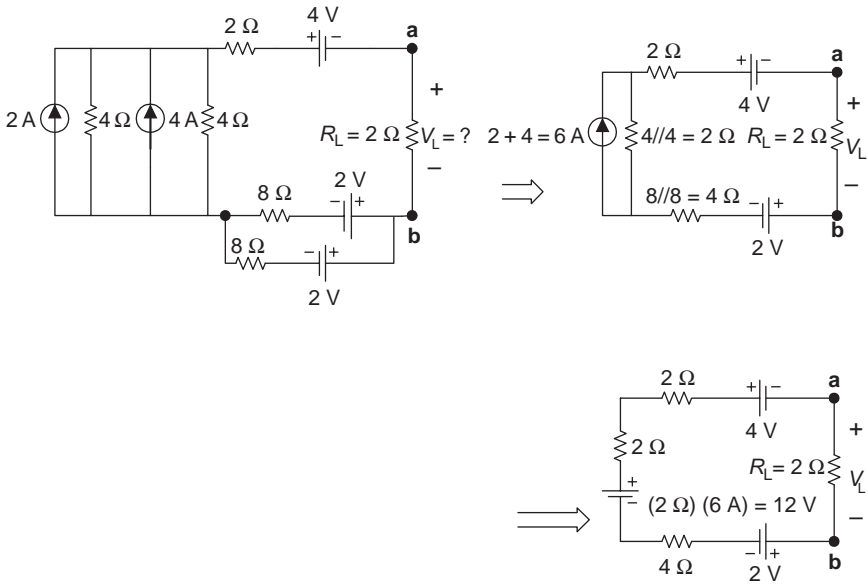 4 V
2 Ω + − a
2 A 4 Ω 4 A 4 Ω
+
R_L = 2 Ω V_L = ?
−
8 Ω 2 V
− +
b
8 Ω
− +
2 V
a
2 Ω + −
4 V
+
2 + 4 = 6 A 4//4 = 2 Ω R_L = 2 Ω V_L
−
8//8 = 4 Ω − +
b
2 V
a
2 Ω + −
4 V
+
2 Ω
R_L = 2 Ω V_L
+
− (2 Ω) (6 A) = 12 V
−
− +
4 Ω 2 V b